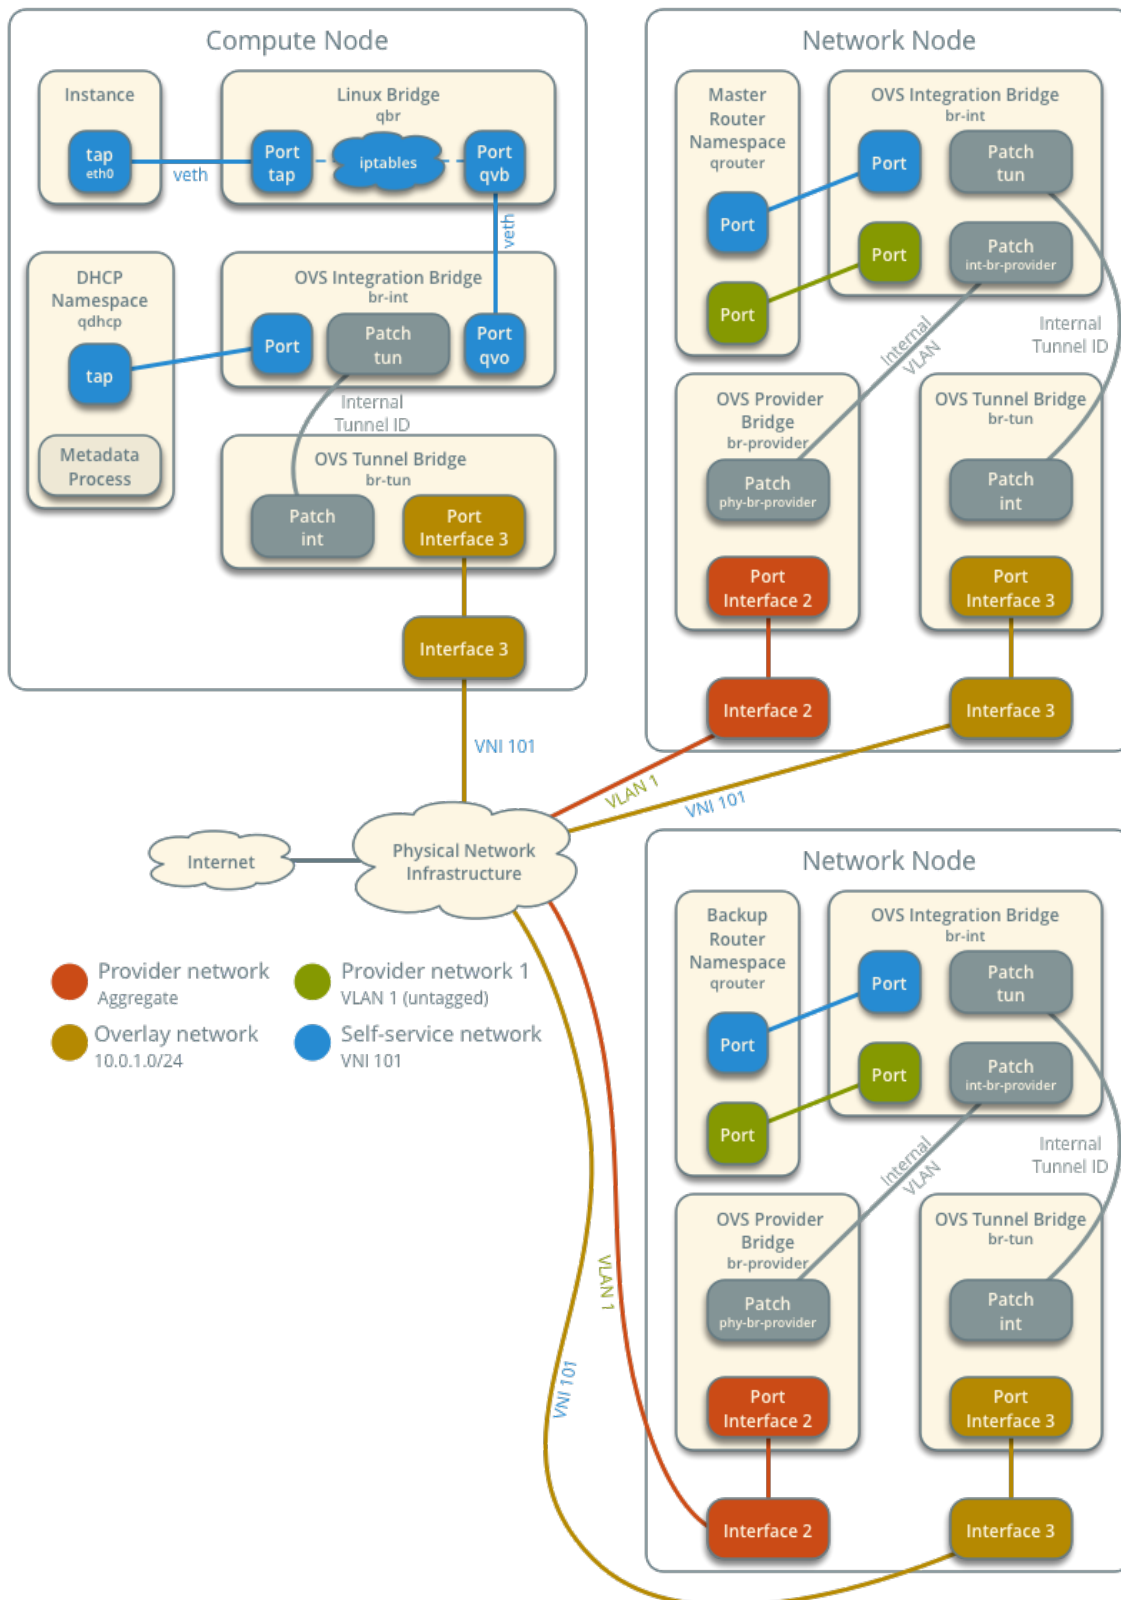 Compute Node
Instance
tap
eth0
veth
Linux Bridge
qbr
Port
tap
iptables
Port
qvb
veth
DHCP
Namespace
qdhcp
tap
Metadata
Process
OVS Integration Bridge
br-int
Port
Patch
tun
Port
qvo
Internal
Tunnel ID
OVS Tunnel Bridge
br-tun
Patch
int
Port
Interface 3
Interface 3
VNI 101
Network Node
Master
Router
Namespace
qrouter
Port
Port
OVS Integration Bridge
br-int
Port
Patch
tun
Port
Patch
int-br-provider
Internal
VLAN
Internal
Tunnel ID
OVS Provider
Bridge
br-provider
Patch
phy-br-provider
Port
Interface 2
OVS Tunnel Bridge
br-tun
Patch
int
Port
Interface 3
Interface 2
Interface 3
VLAN 1
VNI 101
Internet
Physical Network
Infrastructure
Provider network
Aggregate
Provider network 1
VLAN 1 (untagged)
Overlay network
10.0.1.0/24
Self-service network
VNI 101
Network Node
Backup
Router
Namespace
qrouter
Port
Port
OVS Integration Bridge
br-int
Port
Patch
tun
Port
Patch
int-br-provider
Internal
VLAN
Internal
Tunnel ID
OVS Provider
Bridge
br-provider
Patch
phy-br-provider
Port
Interface 2
OVS Tunnel Bridge
br-tun
Patch
int
Port
Interface 3
Interface 2
Interface 3
VLAN 1
VNI 101